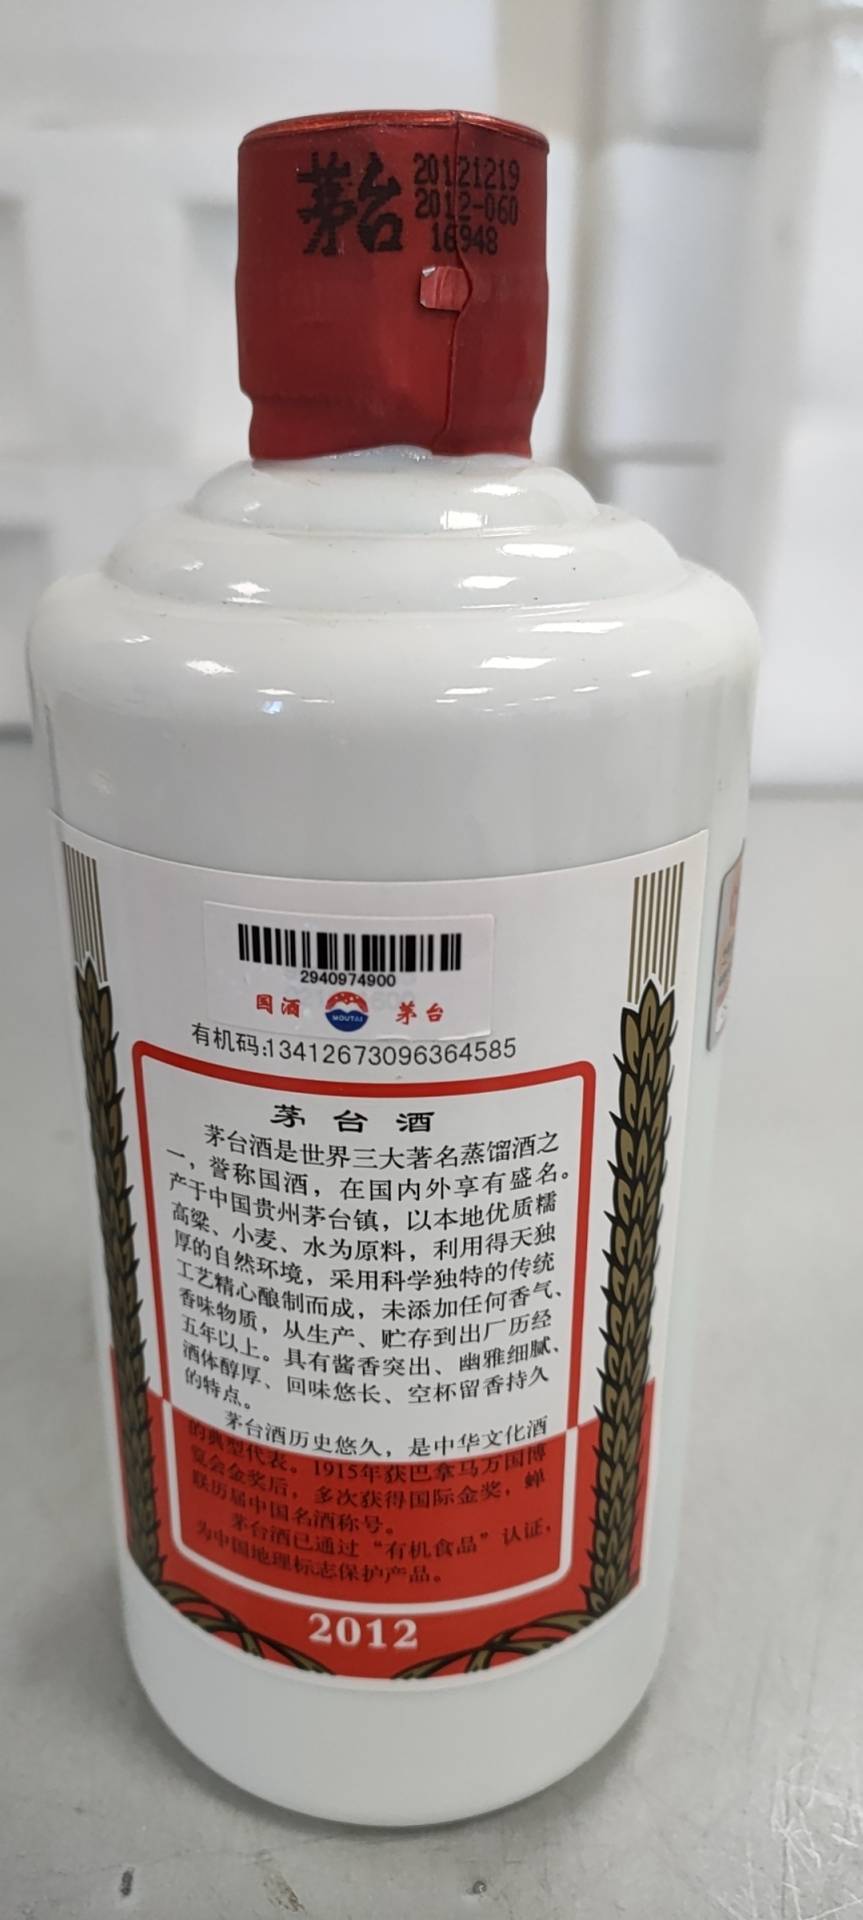 茅台
20121219
2012-060
16948
2940974900
国酒
MOUTAI
茅台
有机码:13412673096364585
茅台酒
茅台酒是世界三大著名蒸馏酒之
一，誉称国酒，在国内外享有盛名。
产于中国贵州茅台镇，以本地优质糯
高粱、小麦、水为原料，利用得天独
厚的自然环境，采用科学独特的传统
工艺精心酿制而成，未添加任何香气、
香味物质，从生产、贮存到出厂历经
五年以上。具有酱香突出、幽雅细腻、
酒体醇厚、回味悠长、空杯留香持久
的特点。
茅台酒历史悠久，是中华文化酒
的典型代表。1915年获巴拿马万国博
览会金奖后，多次获得国际金奖，蝉
联历届中国名酒称号。
茅台酒已通过“有机食品”认证，
为中国地理标志保护产品。
2012